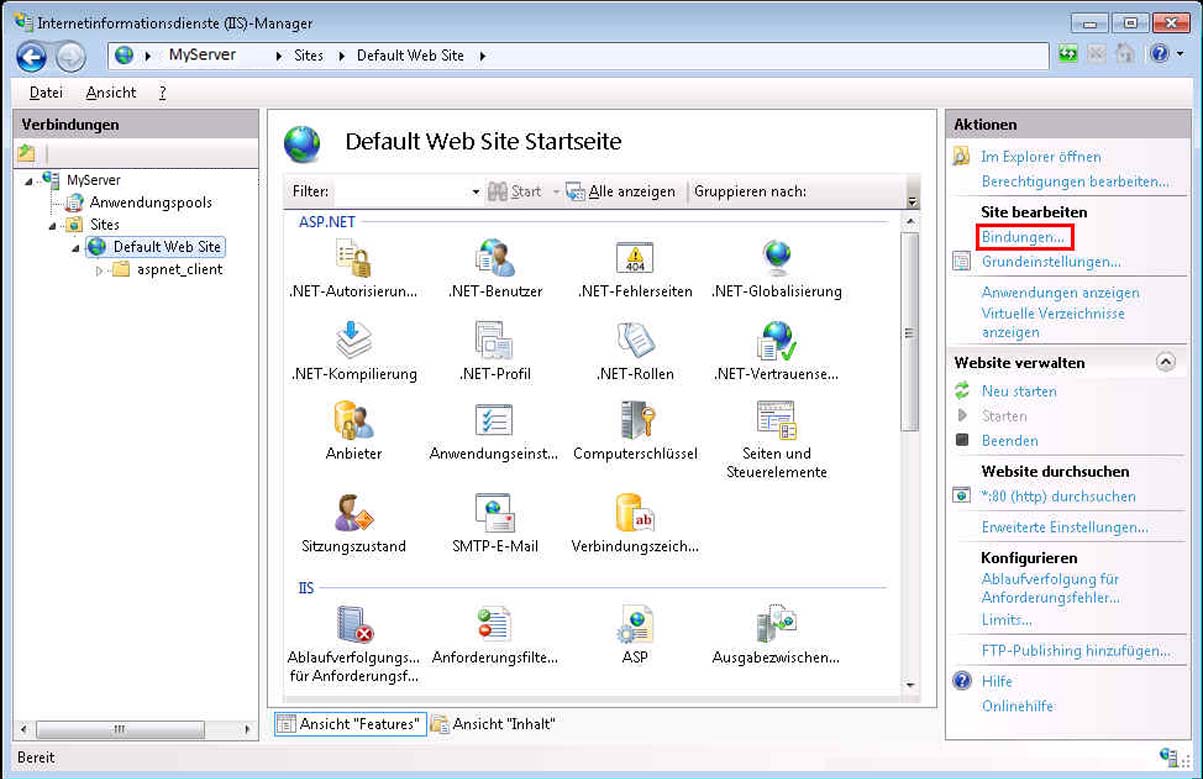 Internetinformationsdienste (IIS)-Manager
MyServer Sites Default Web Site
Datei Ansicht ?
Verbindungen
MyServer
Anwendungspools
Sites
Default Web Site
aspnet_client
Default Web Site Startseite
Filter: Start Alle anzeigen Gruppieren nach:
ASP.NET
.NET-Autorisierun... .NET-Benutzer .NET-Fehlerseiten .NET-Globalisierung
404
.NET-Kompilierung .NET-Profil .NET-Rollen .NET-Vertrauense...
Anbieter Anwendungseinst... Computerschlüssel Seiten und
Steuerelemente
ab
Sitzungszustand SMTP-E-Mail Verbindungszeich...
IIS
Ablaufverfolgungs... Anforderungsfilte... ASP Ausgabezwischen...
für Anforderungsf...
Ansicht "Features" Ansicht "Inhalt"
Aktionen
Im Explorer öffnen
Berechtigungen bearbeiten...
Site bearbeiten
Bindungen...
Grundeinstellungen...
Anwendungen anzeigen
Virtuelle Verzeichnisse
anzeigen
Website verwalten
Neu starten
Starten
Beenden
Website durchsuchen
*:80 (http) durchsuchen
Erweiterte Einstellungen...
Konfigurieren
Ablaufverfolgung für
Anforderungsfehler...
Limits...
FTP-Publishing hinzufügen...
Hilfe
Onlinehilfe
Bereit